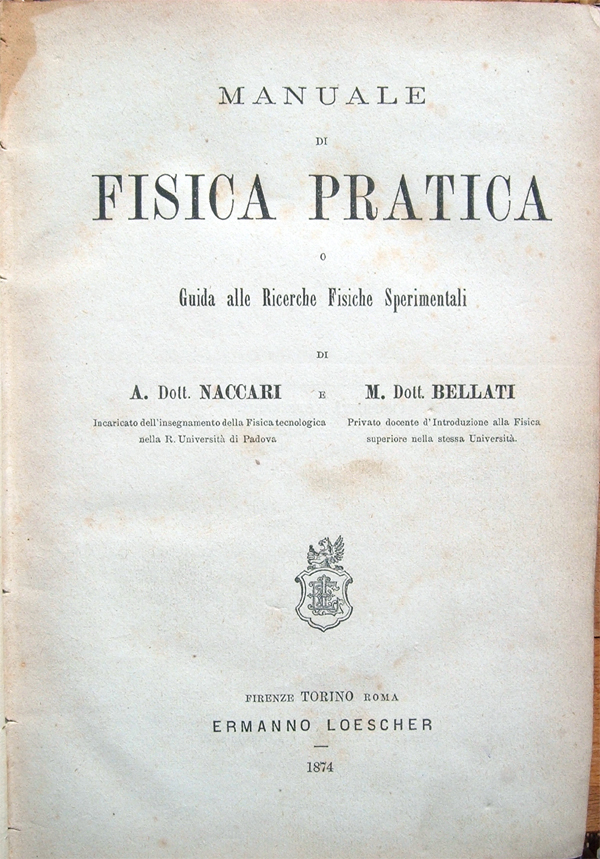 MANUALE
DI
FISICA PRATICA
O
Guida alle Ricerche Fisiche Sperimentali
DI
A. Dott. NACCARI E M. Dott. BELLATI
Incaricato dell'insegnamento della Fisica tecnologica
nella R. Università di Padova
Privato docente d'Introduzione alla Fisica
superiore nella stessa Università.
FIRENZE TORINO ROMA
ERMANNO LOESCHER
1874